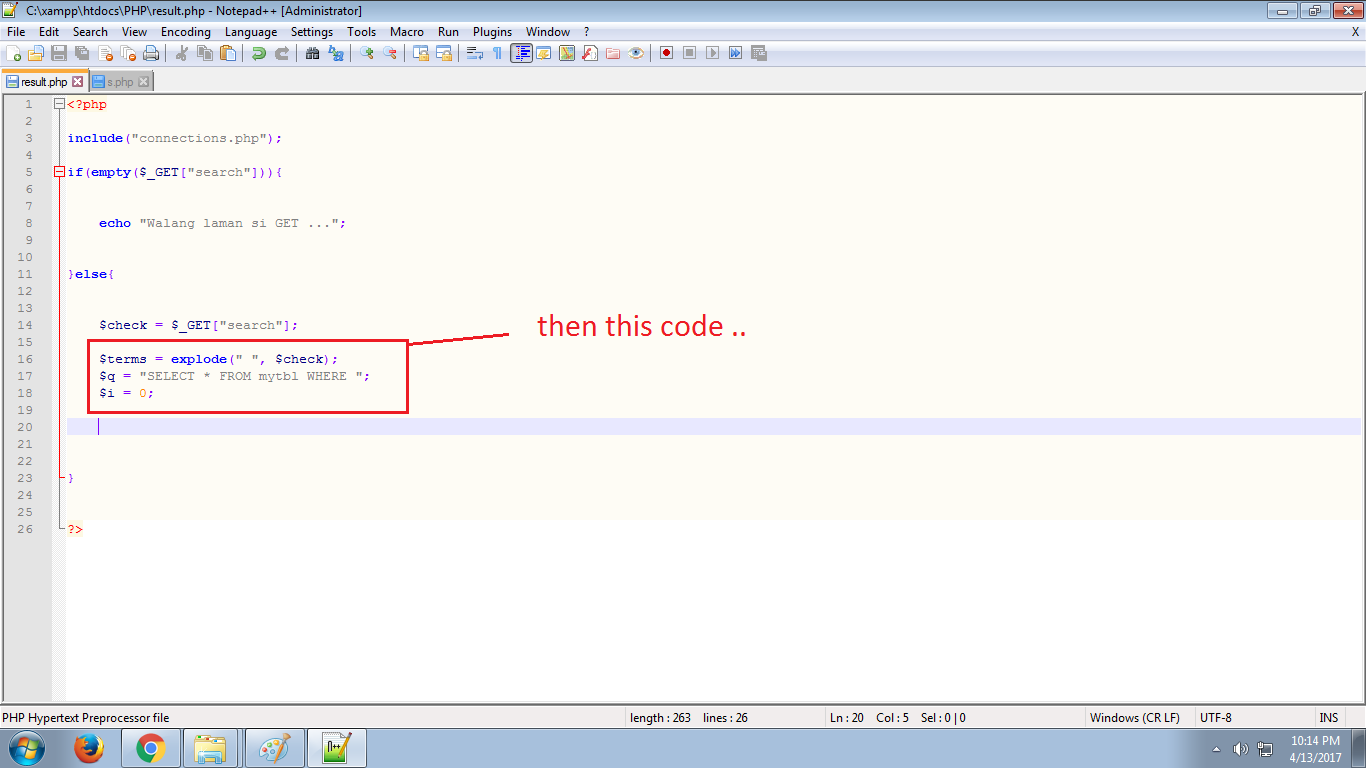 C:\xampp\htdocs\PHP\result.php - Notepad++ [Administrator]
File Edit Search View Encoding Language Settings Tools Macro Run Plugins Window ? X
result.php s.php
1 <?php
2
3 include("connections.php");
4
5 if(empty($_GET["search"])){
6
7
8 echo "Walang laman si GET ...";
9
10
11 }else{
12
13
14 $check = $_GET["search"];
then this code ..
15
16 $terms = explode(" ", $check);
17 $q = "SELECT * FROM mytbl WHERE ";
18 $i = 0;
19
20
21
22
23 }
24
25
26 ?>
PHP Hypertext Preprocessor file length : 263 lines : 26 Ln : 20 Col : 5 Sel : 0 | 0 Windows (CR LF) UTF-8 INS
10:14 PM
4/13/2017